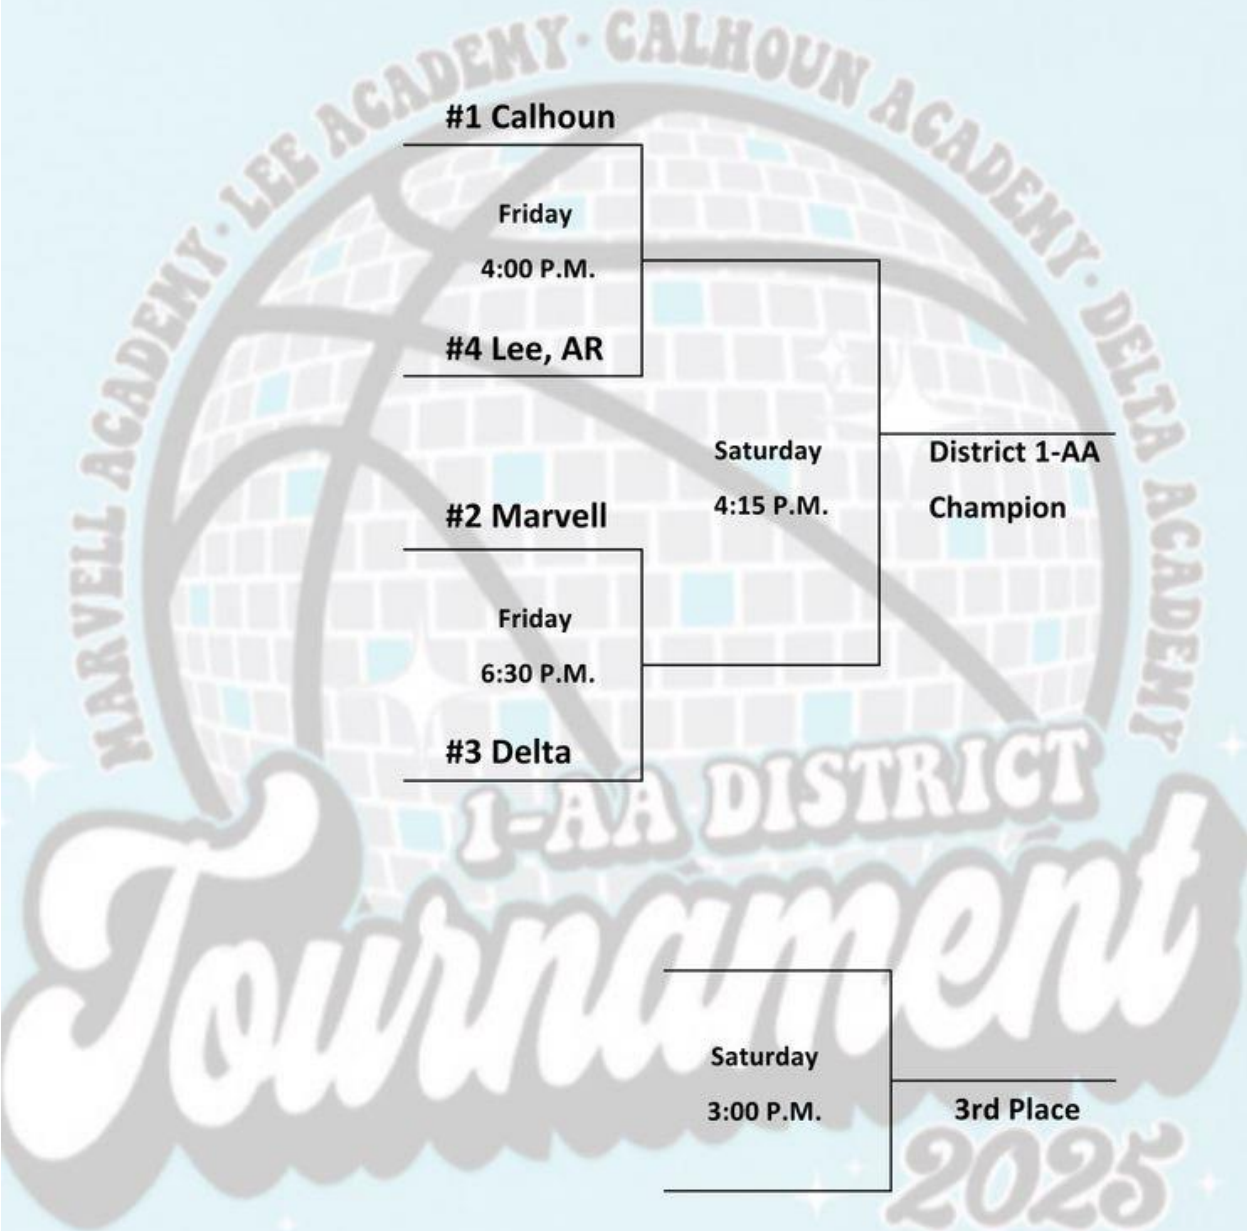 MARVELL ACADEMY · LEE ACADEMY · CALHOUN ACADEMY · DELTA ACADEMY
#1 Calhoun
Friday
4:00 P.M.
#4 Lee, AR
Saturday
4:15 P.M.
District 1-AA
Champion
#2 Marvell
Friday
6:30 P.M.
#3 Delta
1-AA DISTRICT
Tournament
Saturday
3:00 P.M.
3rd Place
2025